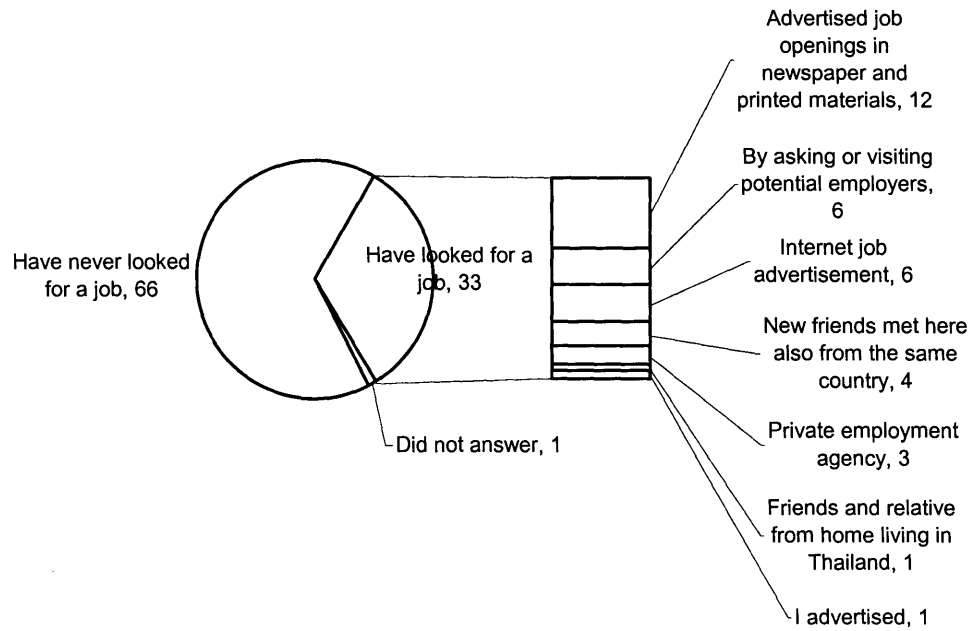 Have never looked
for a job, 66
Have looked for a
job, 33
Did not answer, 1
Advertised job
openings in
newspaper and
printed materials, 12
By asking or visiting
potential employers,
6
Internet job
advertisement, 6
New friends met here
also from the same
country, 4
Private employment
agency, 3
Friends and relative
from home living in
Thailand, 1
I advertised, 1